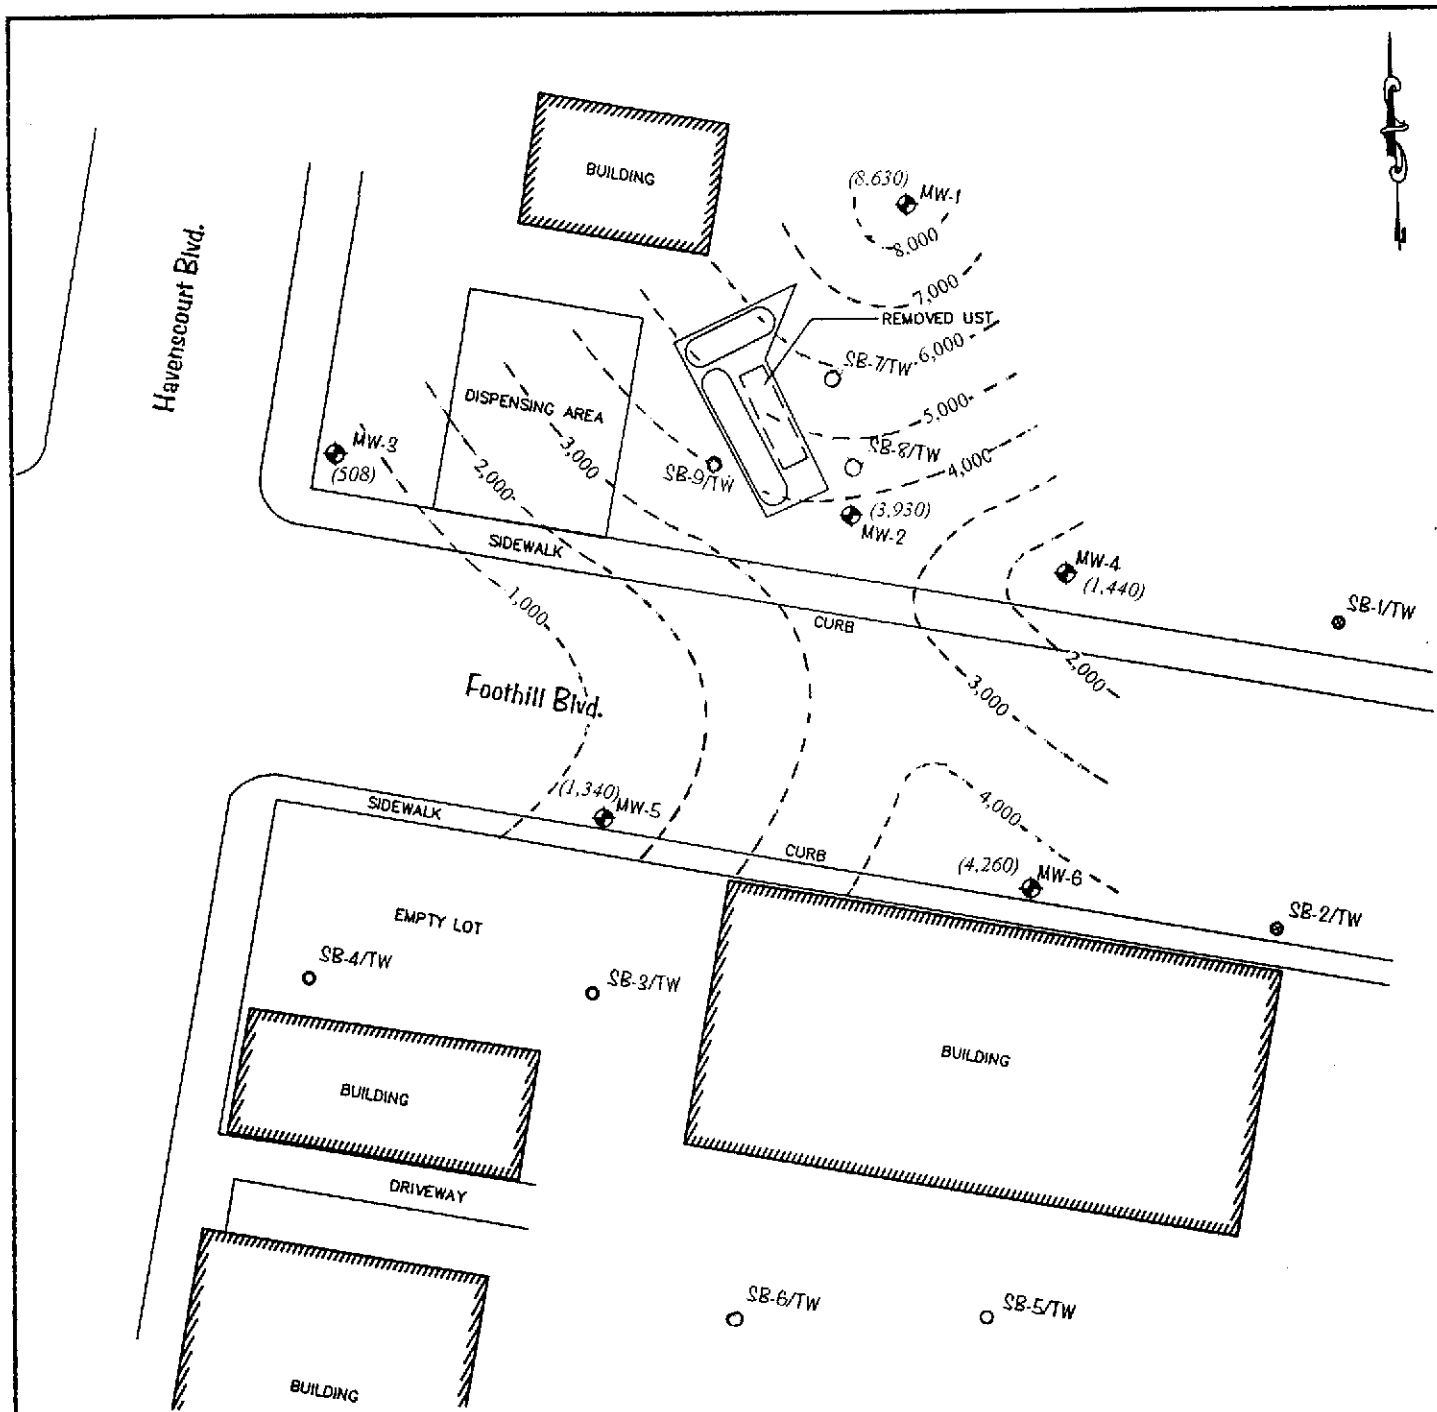 BUILDING
(8,630)
MW-1
8,000
Havenscourt Blvd.
7,000
REMOVED UST
SB-7/TW
6,000
DISPENSING AREA
5,000
MW-3
(508)
3,000
2,000
SB-9/TW
SB-8/TW
4,000
(3,930)
MW-2
SIDEWALK
MW-4
(1,440)
1,000
CURB
SB-1/TW
2,000
3,000
Foothill Blvd.
(1,340)
MW-5
SIDEWALK
4,000
CURB
(4,260)
MW-6
SB-2/TW
EMPTY LOT
SB-4/TW
SB-3/TW
BUILDING
BUILDING
DRIVEWAY
SB-6/TW
SB-5/TW
BUILDING